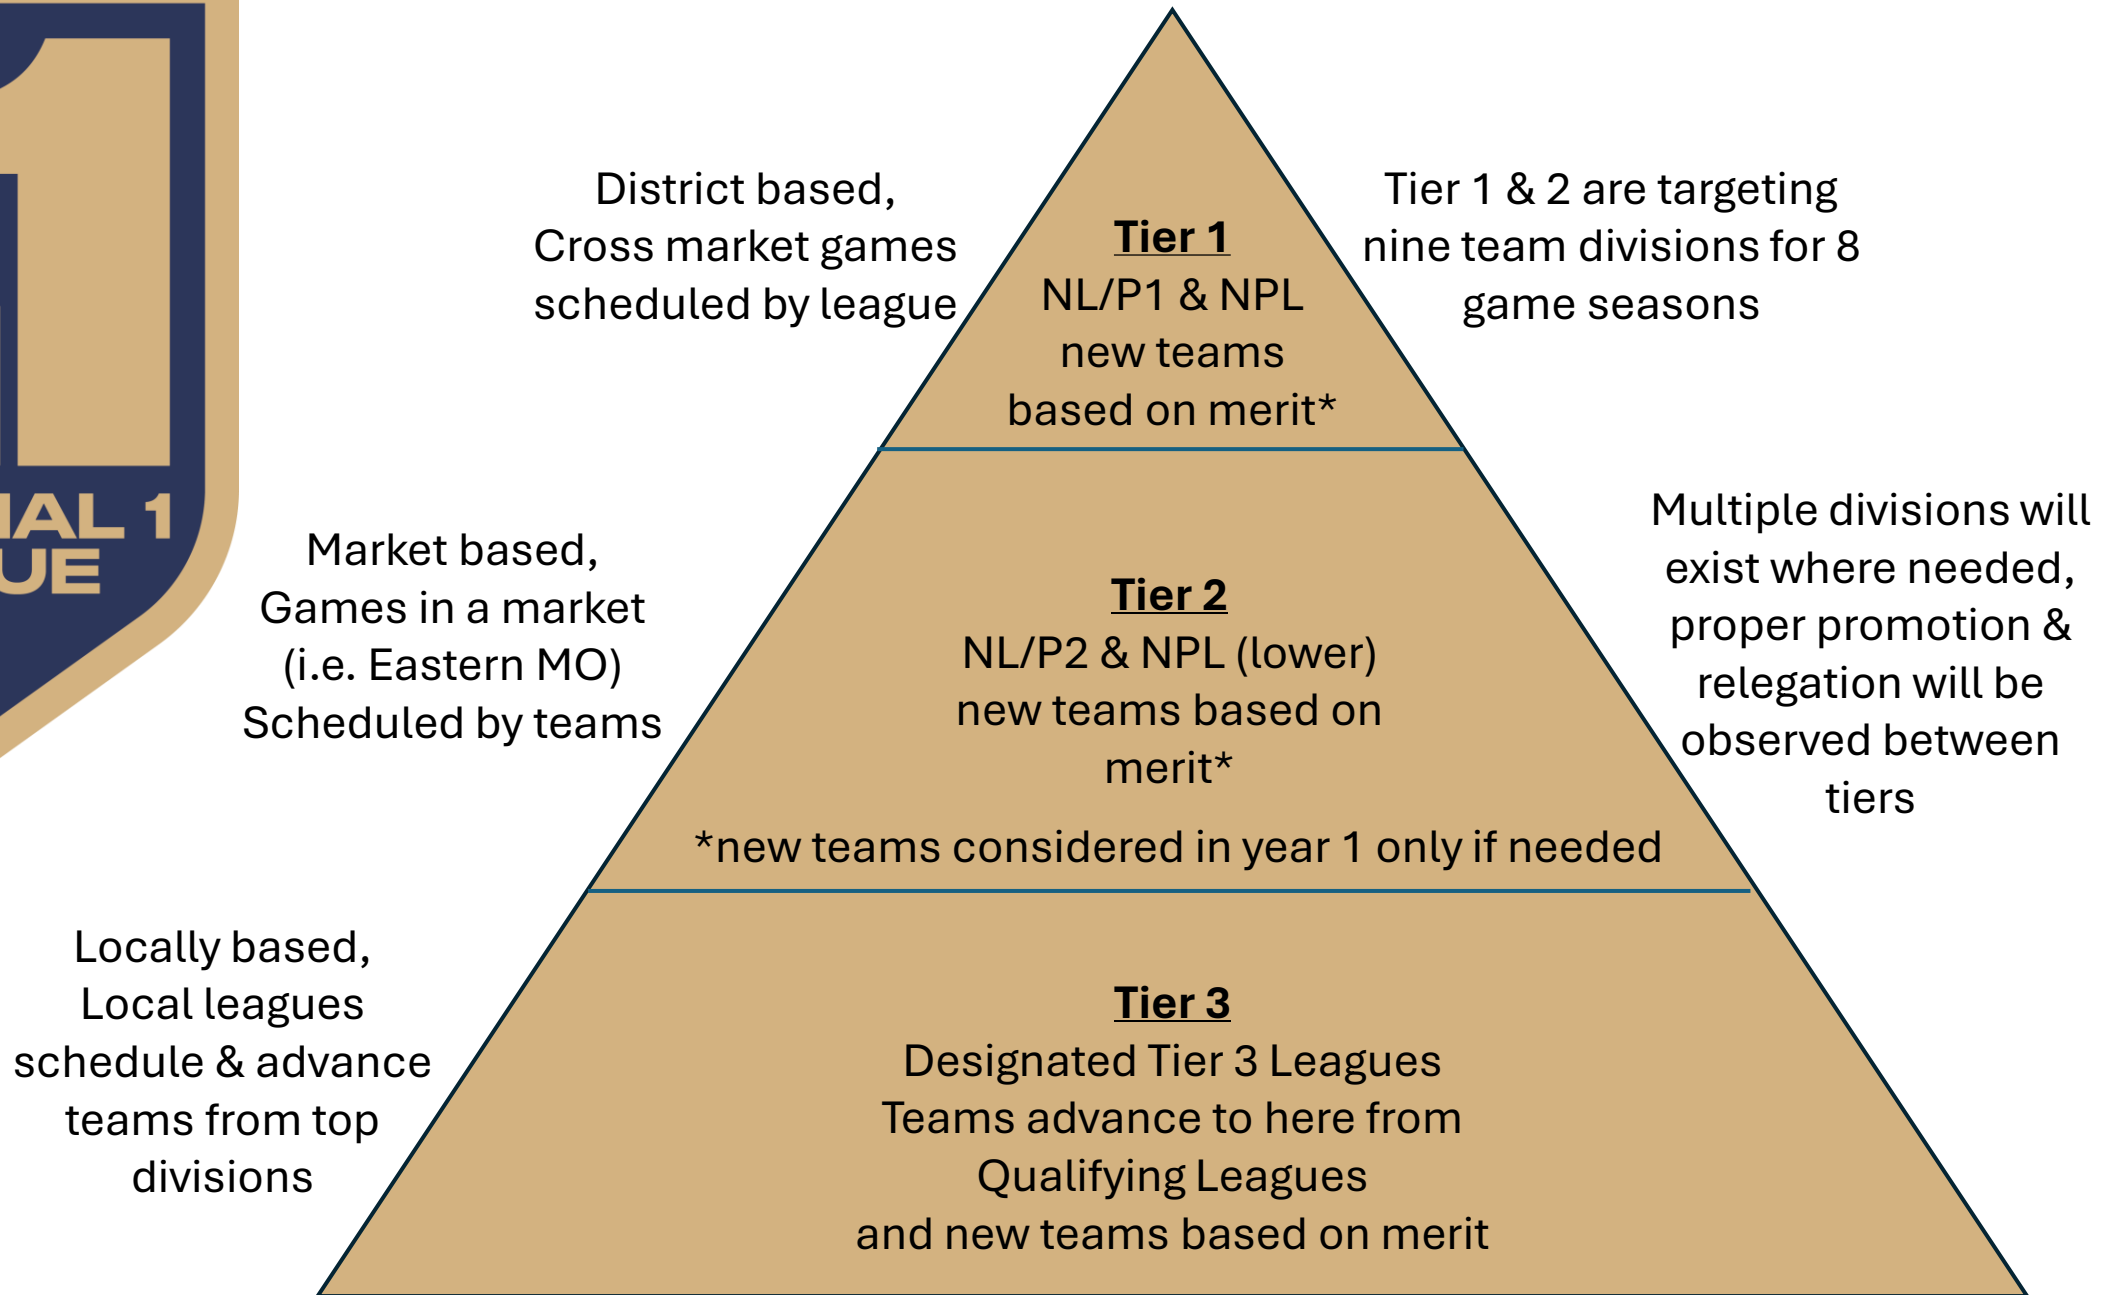 1
NAL 1
UE
District based,
Cross market games
scheduled by league
Tier 1
NL/P1 & NPL
new teams
based on merit*
Tier 1 & 2 are targeting
nine team divisions for 8
game seasons
Market based,
Games in a market
(i.e. Eastern MO)
Scheduled by teams
Tier 2
NL/P2 & NPL (lower)
new teams based on
merit*
*new teams considered in year 1 only if needed
Multiple divisions will
exist where needed,
proper promotion &
relegation will be
observed between
tiers
Locally based,
Local leagues
schedule & advance
teams from top
divisions
Tier 3
Designated Tier 3 Leagues
Teams advance to here from
Qualifying Leagues
and new teams based on merit